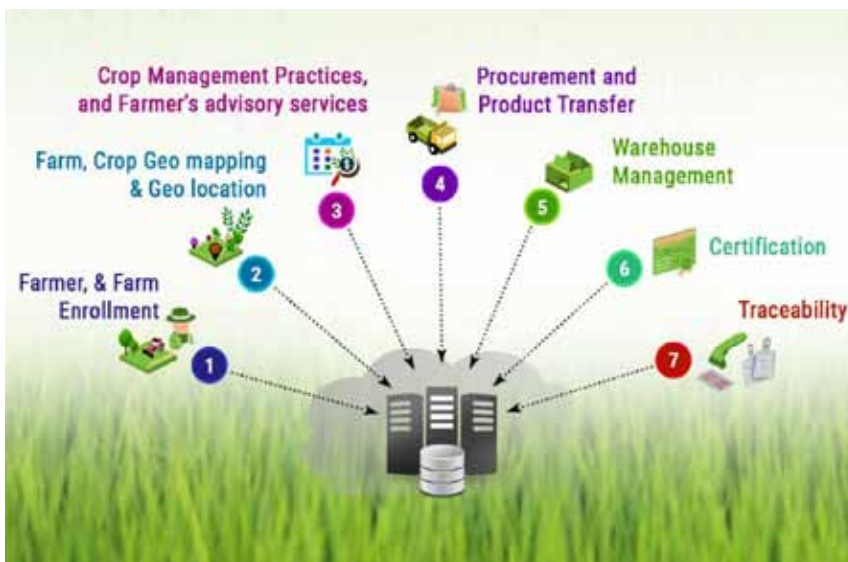 Crop Management Practices,
and Farmer's advisory services
Procurement and
Product Transfer
Farm, Crop Geo mapping
& Geo location
Warehouse
Management
3
4
5
Farmer, & Farm
Enrollment
2
6
Certification
Traceability
1
7